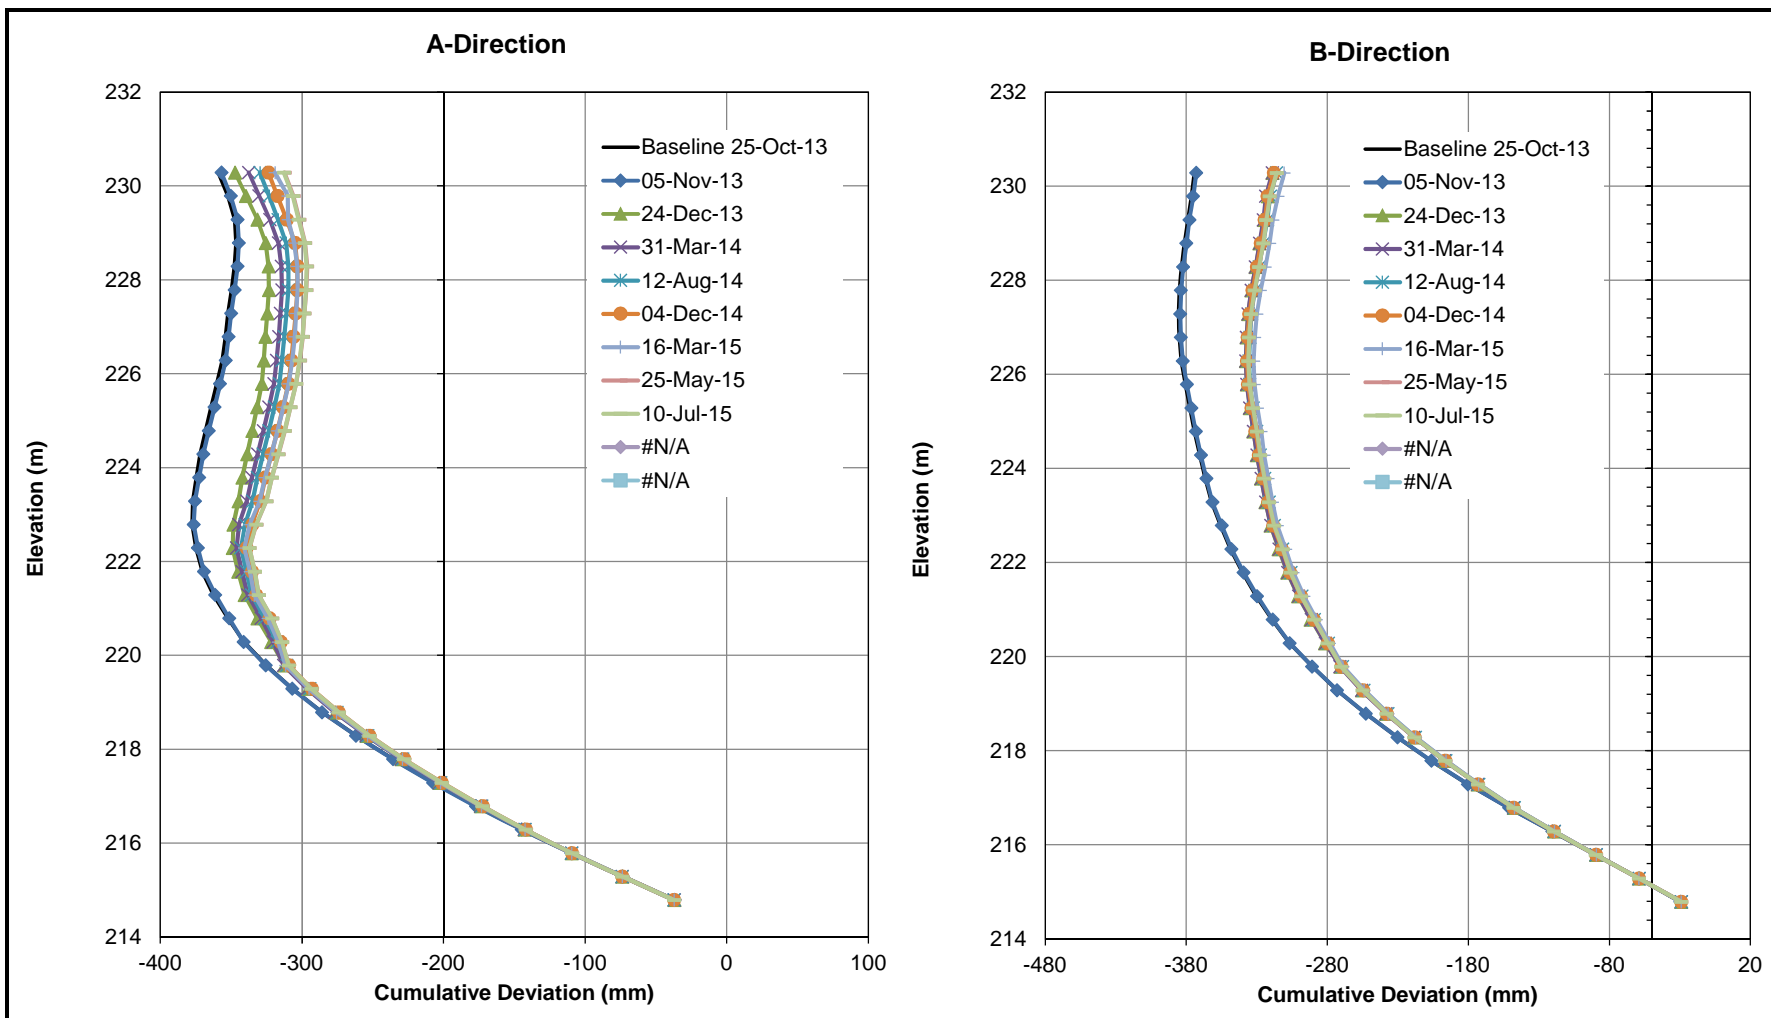 A-Direction
232
230
228
226
224
222
220
218
216
214
-400
-300
-200
-100
0
100
Elevation (m)
Cumulative Deviation (mm)
Baseline 25-Oct-13
05-Nov-13
24-Dec-13
31-Mar-14
12-Aug-14
04-Dec-14
16-Mar-15
25-May-15
10-Jul-15
#N/A
#N/A
B-Direction
232
230
228
226
224
222
220
218
216
214
-480
-380
-280
-180
-80
20
Elevation (m)
Cumulative Deviation (mm)
Baseline 25-Oct-13
05-Nov-13
24-Dec-13
31-Mar-14
12-Aug-14
04-Dec-14
16-Mar-15
25-May-15
10-Jul-15
#N/A
#N/A